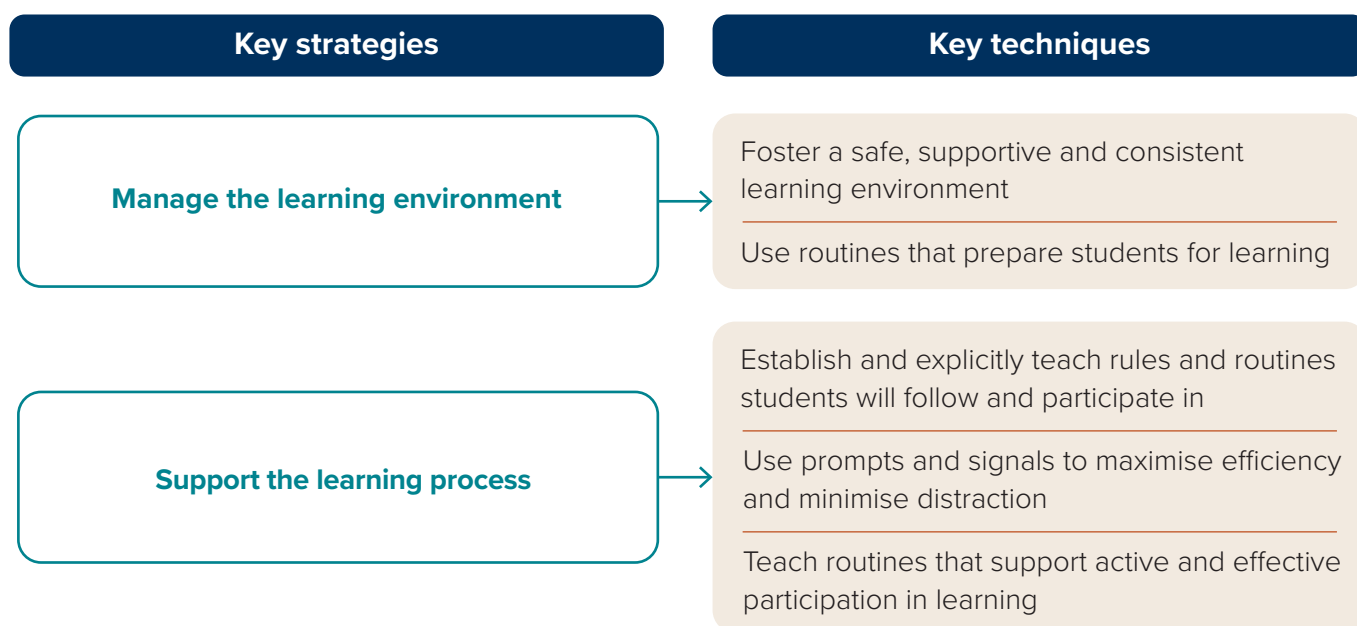 Key strategies
Key techniques
Manage the learning environment
Foster a safe, supportive and consistent
learning environment
Use routines that prepare students for learning
Support the learning process
Establish and explicitly teach rules and routines
students will follow and participate in
Use prompts and signals to maximise efficiency
and minimise distraction
Teach routines that support active and effective
participation in learning